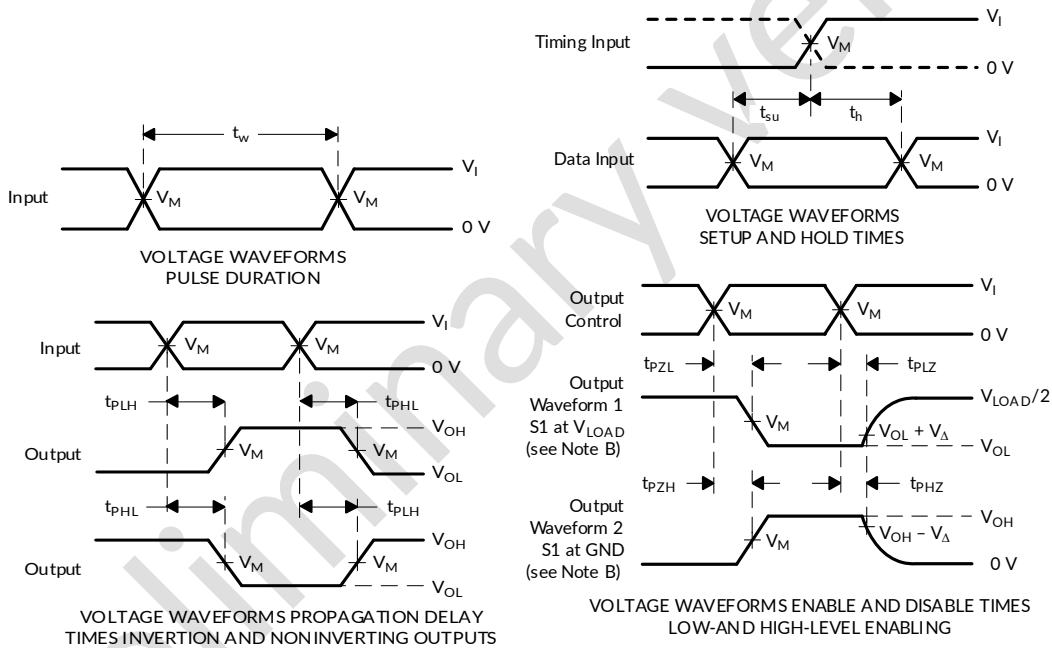 Timing Input
V_I
V_M
0 V
t_su
t_h
Data Input
V_I
V_M
V_M
0 V
VOLTAGE WAVEFORMS
SETUP AND HOLD TIMES
t_w
Input
V_I
V_M
V_M
0 V
VOLTAGE WAVEFORMS
PULSE DURATION
Input
V_I
V_M
V_M
0 V
t_PLH
t_PHL
Output
V_OH
V_M
V_M
V_OL
t_PHL
t_PLH
Output
V_OH
V_M
V_M
V_OL
VOLTAGE WAVEFORMS PROPAGATION DELAY
TIMES INVERTION AND NONINVERTING OUTPUTS
Output
Control
V_I
V_M
V_M
0 V
t_PZL
t_PLZ
Output
Waveform 1
S1 at V_LOAD
(see Note B)
V_LOAD/2
V_M
V_OL + V_Δ
V_OL
t_PZH
t_PHZ
Output
Waveform 2
S1 at GND
(see Note B)
V_OH
V_M
V_OH – V_Δ
0 V
VOLTAGE WAVEFORMS ENABLE AND DISABLE TIMES
LOW-AND HIGH-LEVEL ENABLING
liminary ve